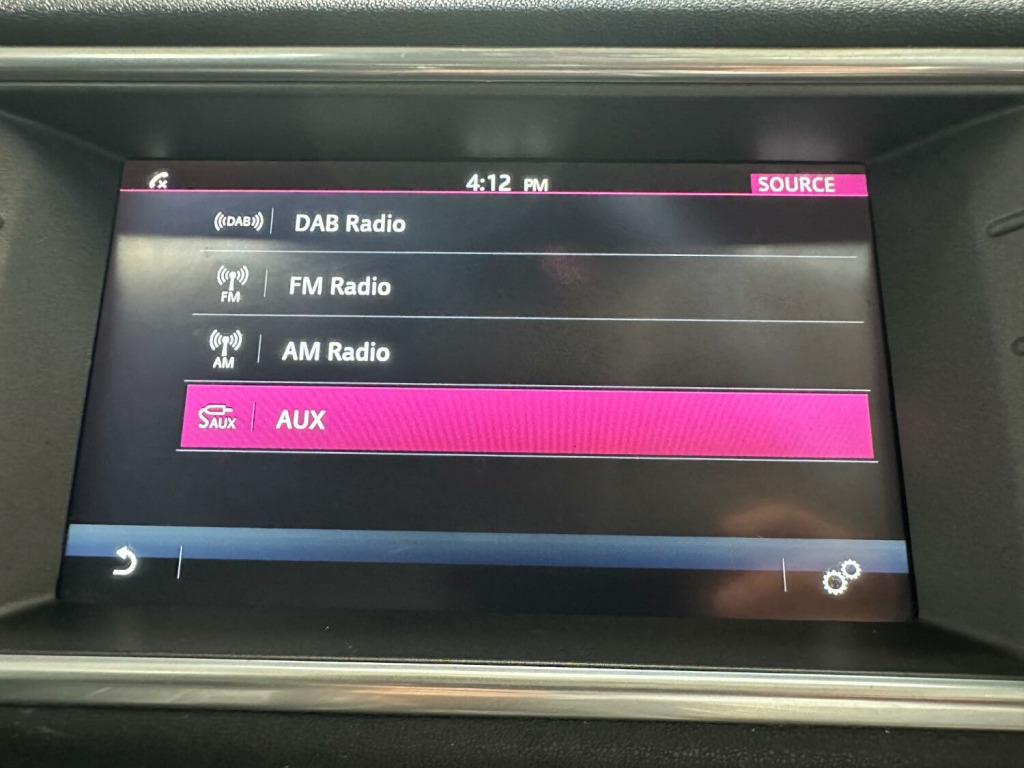 4:12 PM SOURCE
DAB DAB Radio
FM FM Radio
AM AM Radio
AUX AUX